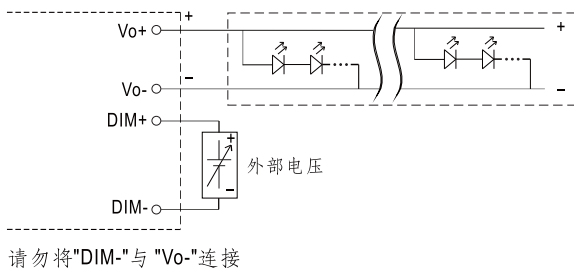 Vo+ +
+
Vo- −
−
DIM+
+
外部电压
−
DIM-
请勿将"DIM-"与 "Vo-"连接